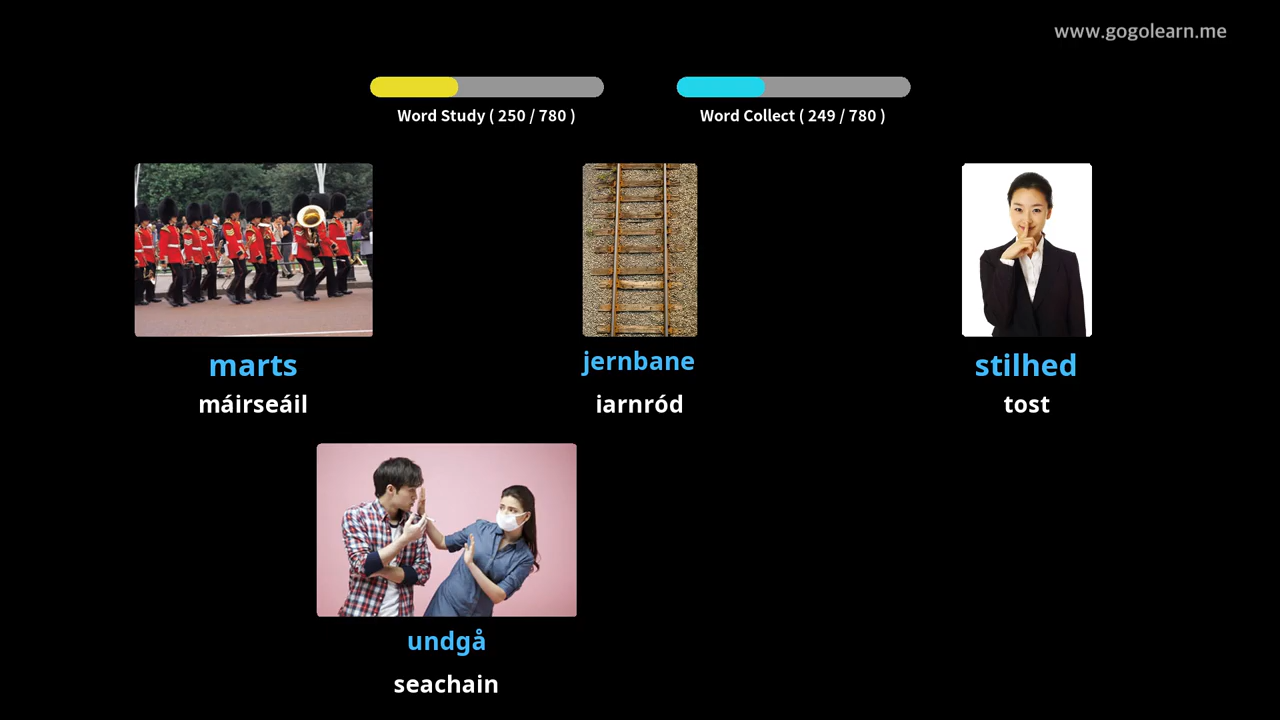 www.gogolearn.me
Word Study ( 250 / 780 )
Word Collect ( 249 / 780 )
marts
máirseáil
jernbane
iarnród
stilhed
tost
undgå
seachain